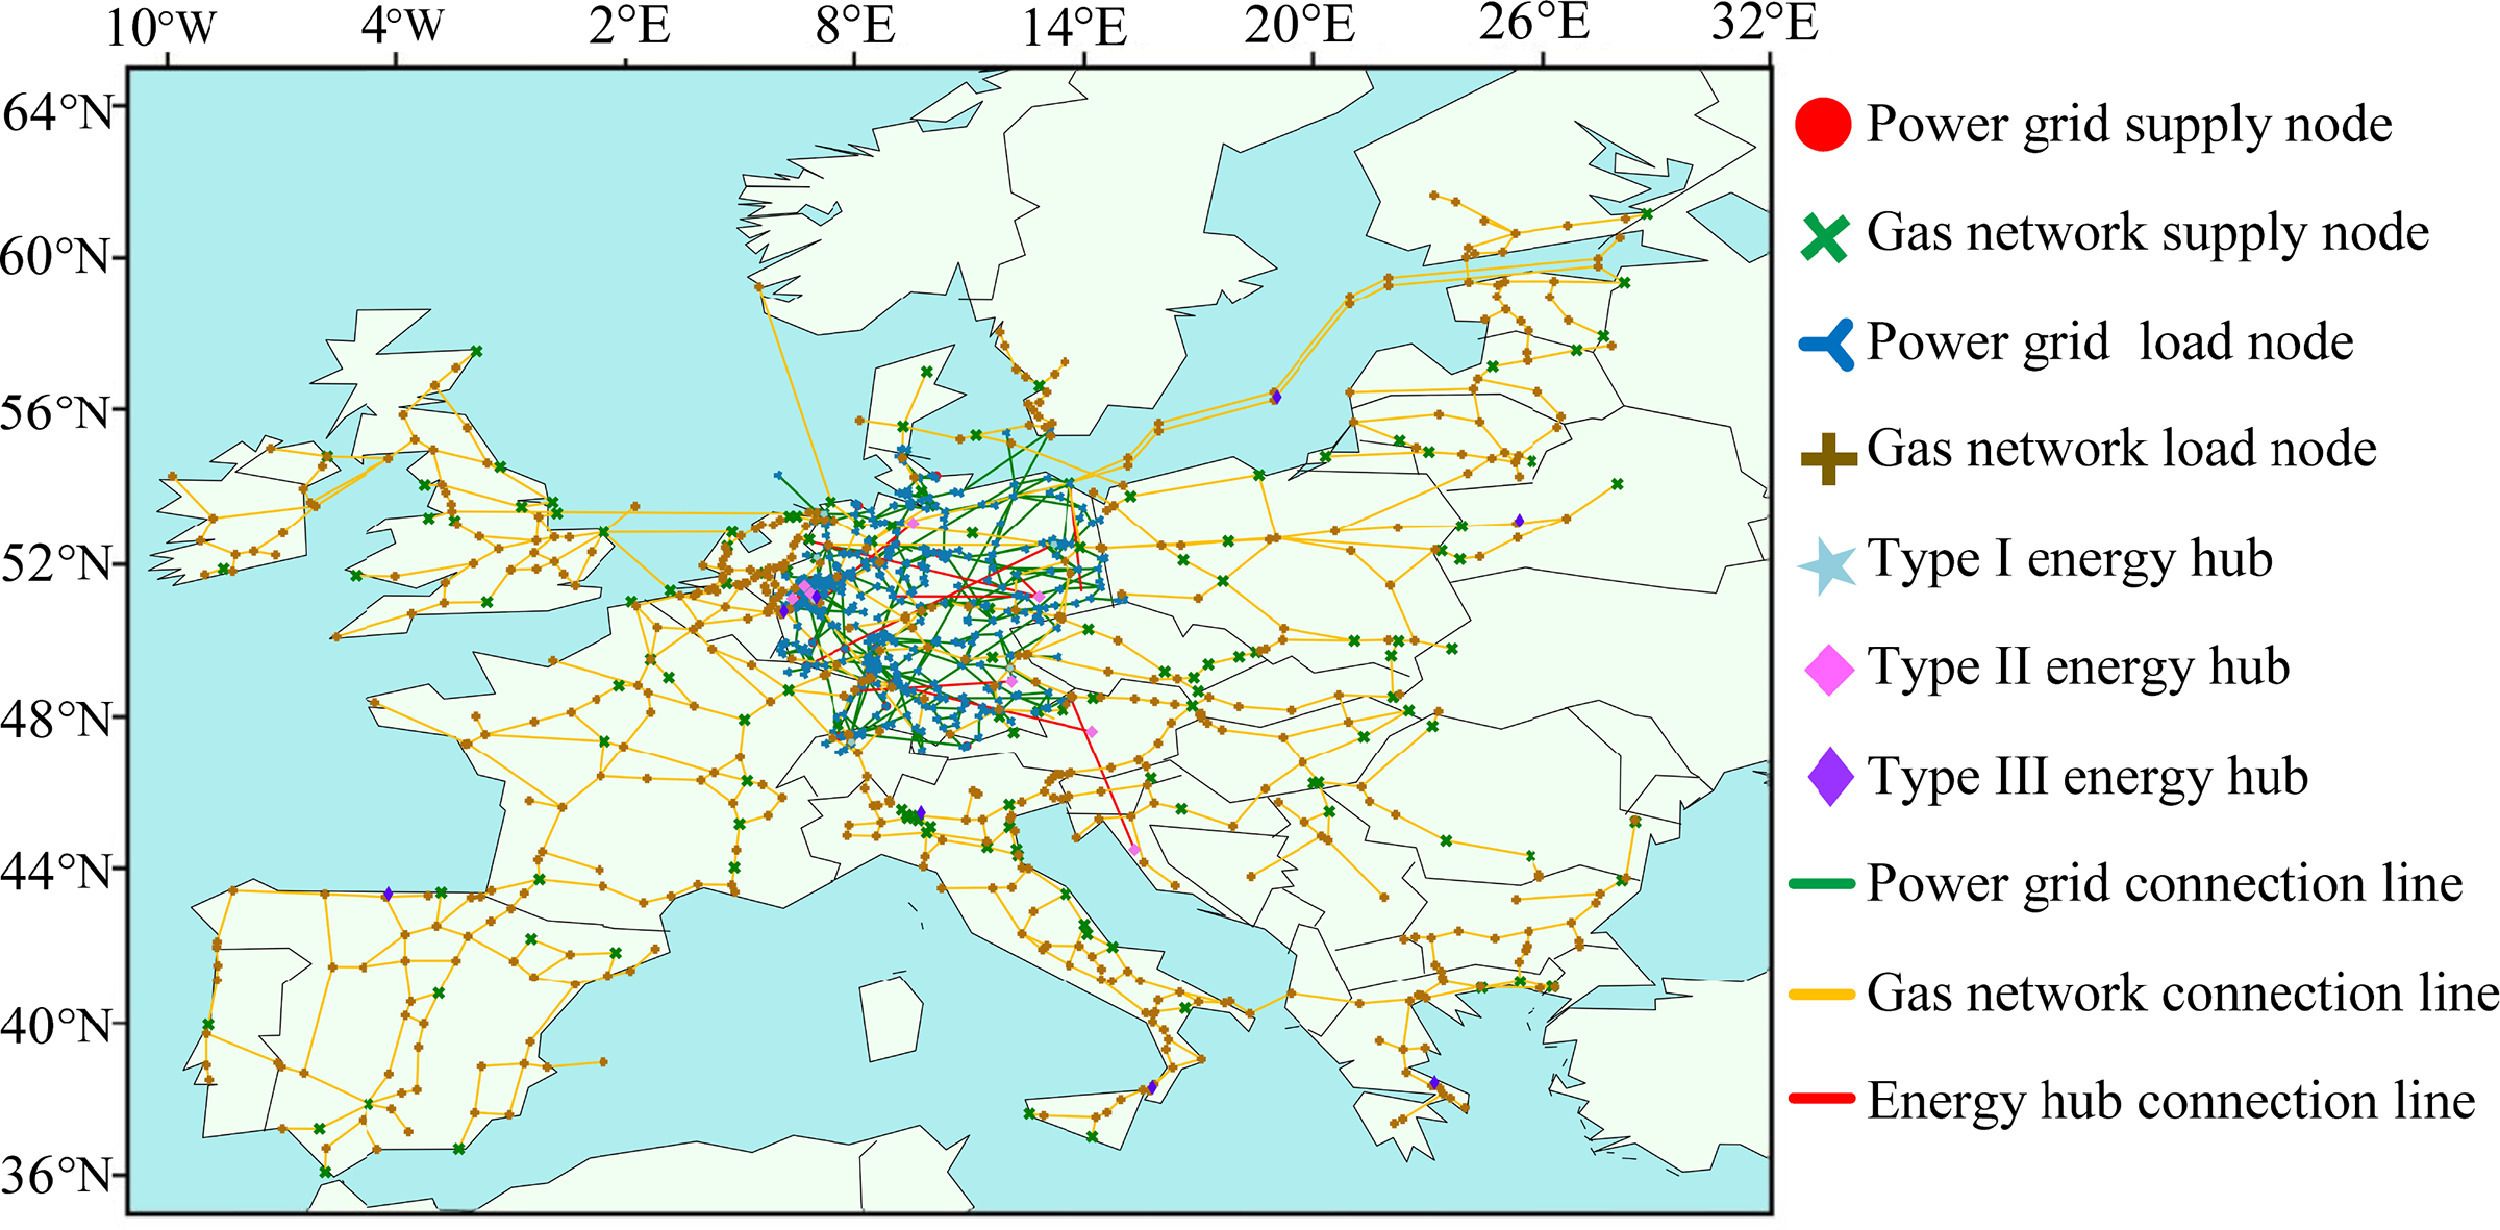 10°W 4°W 2°E 8°E 14°E 20°E 26°E 32°E
64°N
60°N
56°N
52°N
48°N
44°N
40°N
36°N
Power grid supply node
Gas network supply node
Power grid load node
Gas network load node
Type I energy hub
Type II energy hub
Type III energy hub
Power grid connection line
Gas network connection line
Energy hub connection line